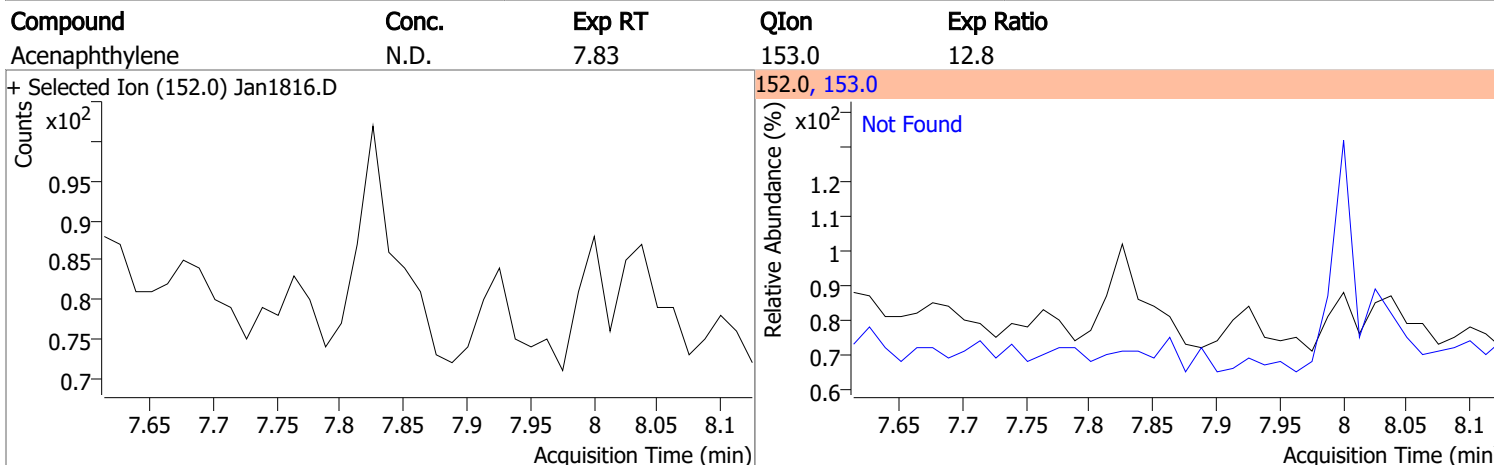 Compound Conc. Exp RT QIon Exp Ratio
Acenaphthylene N.D. 7.83 153.0 12.8
+ Selected Ion (152.0) Jan1816.D
Counts
x10²
0.95
0.9
0.85
0.8
0.75
0.7
7.65 7.7 7.75 7.8 7.85 7.9 7.95 8 8.05 8.1
Acquisition Time (min)
152.0, 153.0
Relative Abundance (%)
x10²
Not Found
1.2
1.1
1
0.9
0.8
0.7
0.6
7.65 7.7 7.75 7.8 7.85 7.9 7.95 8 8.05 8.1
Acquisition Time (min